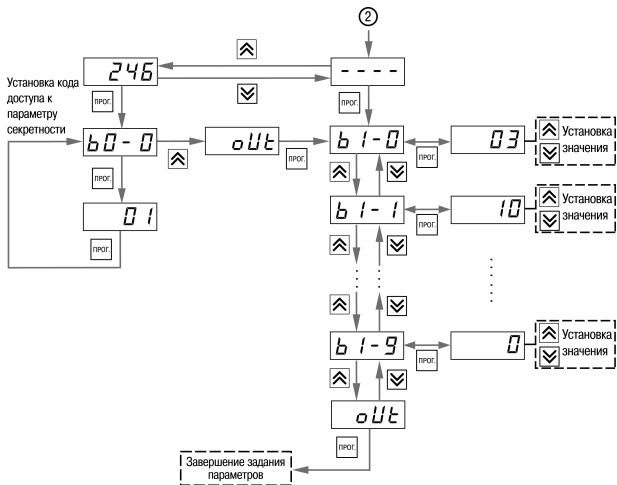 2
246
- - - -
Установка кода
доступа к
параметру
секретности
ПРОГ.
ПРОГ.
b0-0
oUt
b1-0
03
Установка
значения
ПРОГ.
ПРОГ.
ПРОГ.
01
b1-1
10
Установка
значения
ПРОГ.
ПРОГ.
b1-9
0
Установка
значения
ПРОГ.
oUt
ПРОГ.
Завершение задания
параметров